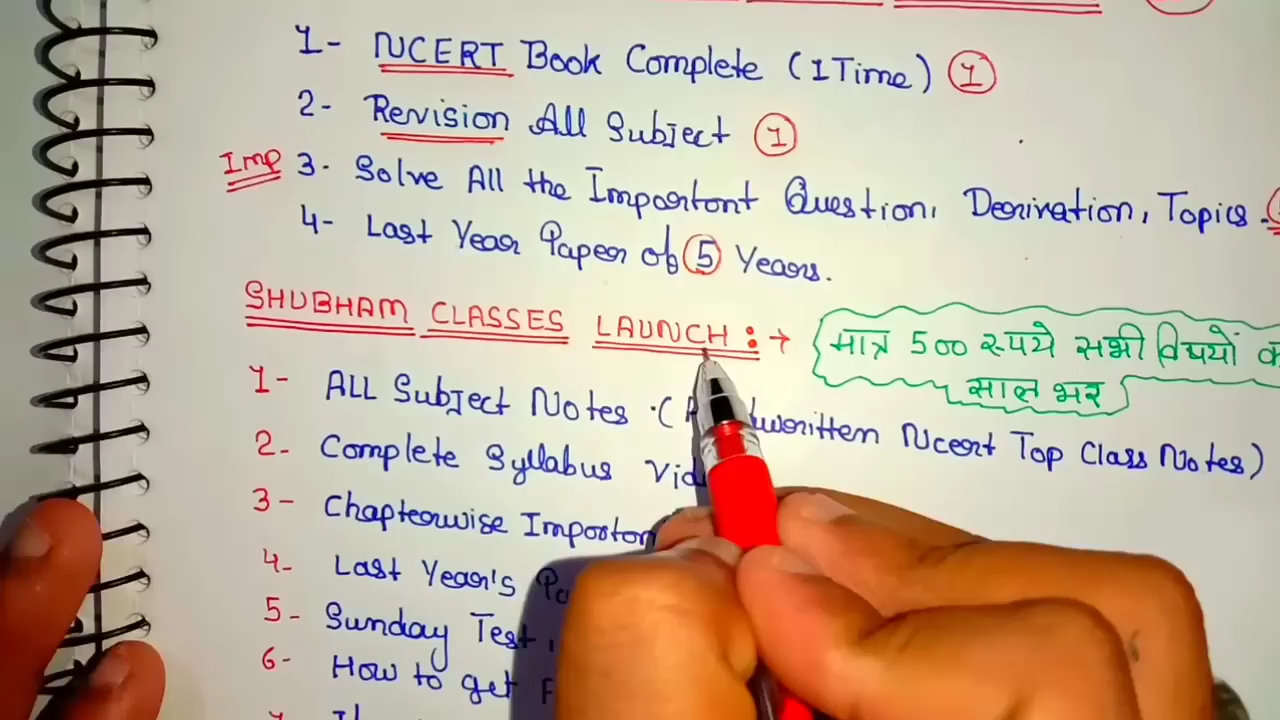 1- NCERT Book Complete (1Time) 1
2- Revision All Subject 1
Imp 3- Solve All the Important Question, Derivation, Topics.
4- Last Year Paper of 5 Years.
SHUBHAM CLASSES LAUNCH :→ मात्र 500 रुपये सभी विषयों
साल भर
1- ALL Subject Notes. ( Ncert Top Class Notes)
2- Complete Syllabus
3- Chapterwise
4- Last Year's
5- Sunday Test
6- How to get